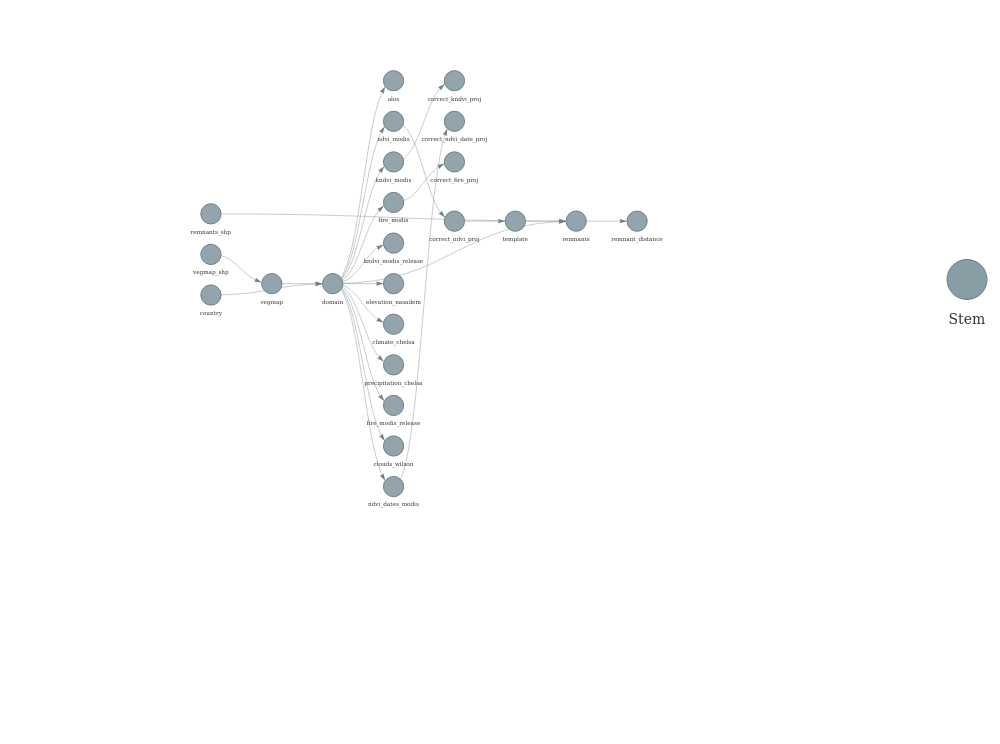 alos
correct_kndvi_proj
ndvi_modis
correct_ndvi_date_proj
kndvi_modis
correct_fire_proj
fire_modis
remnants_shp
correct_ndvi_proj
template
remnants
remnant_distance
kndvi_modis_release
vegmap_shp
vegmap
domain
elevation_nasadem
country
Stem
climate_chelsa
precipitation_chelsa
fire_modis_release
clouds_wilson
ndvi_dates_modis